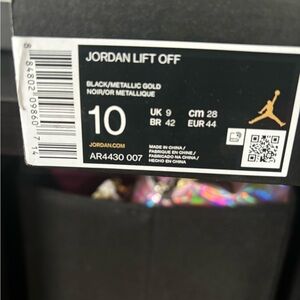 JORDAN LIFT OFF
BLACK/METALLIC GOLD
NOIR/OR METALLIQUE
10
UK 9 cm 28
BR 42 EUR 44
JORDAN.COM
AR4430 007
MADE IN CHINA/
FABRIQUE EN CHINE/
FABRICADO NA CHINA/
HECHO EN CHINA